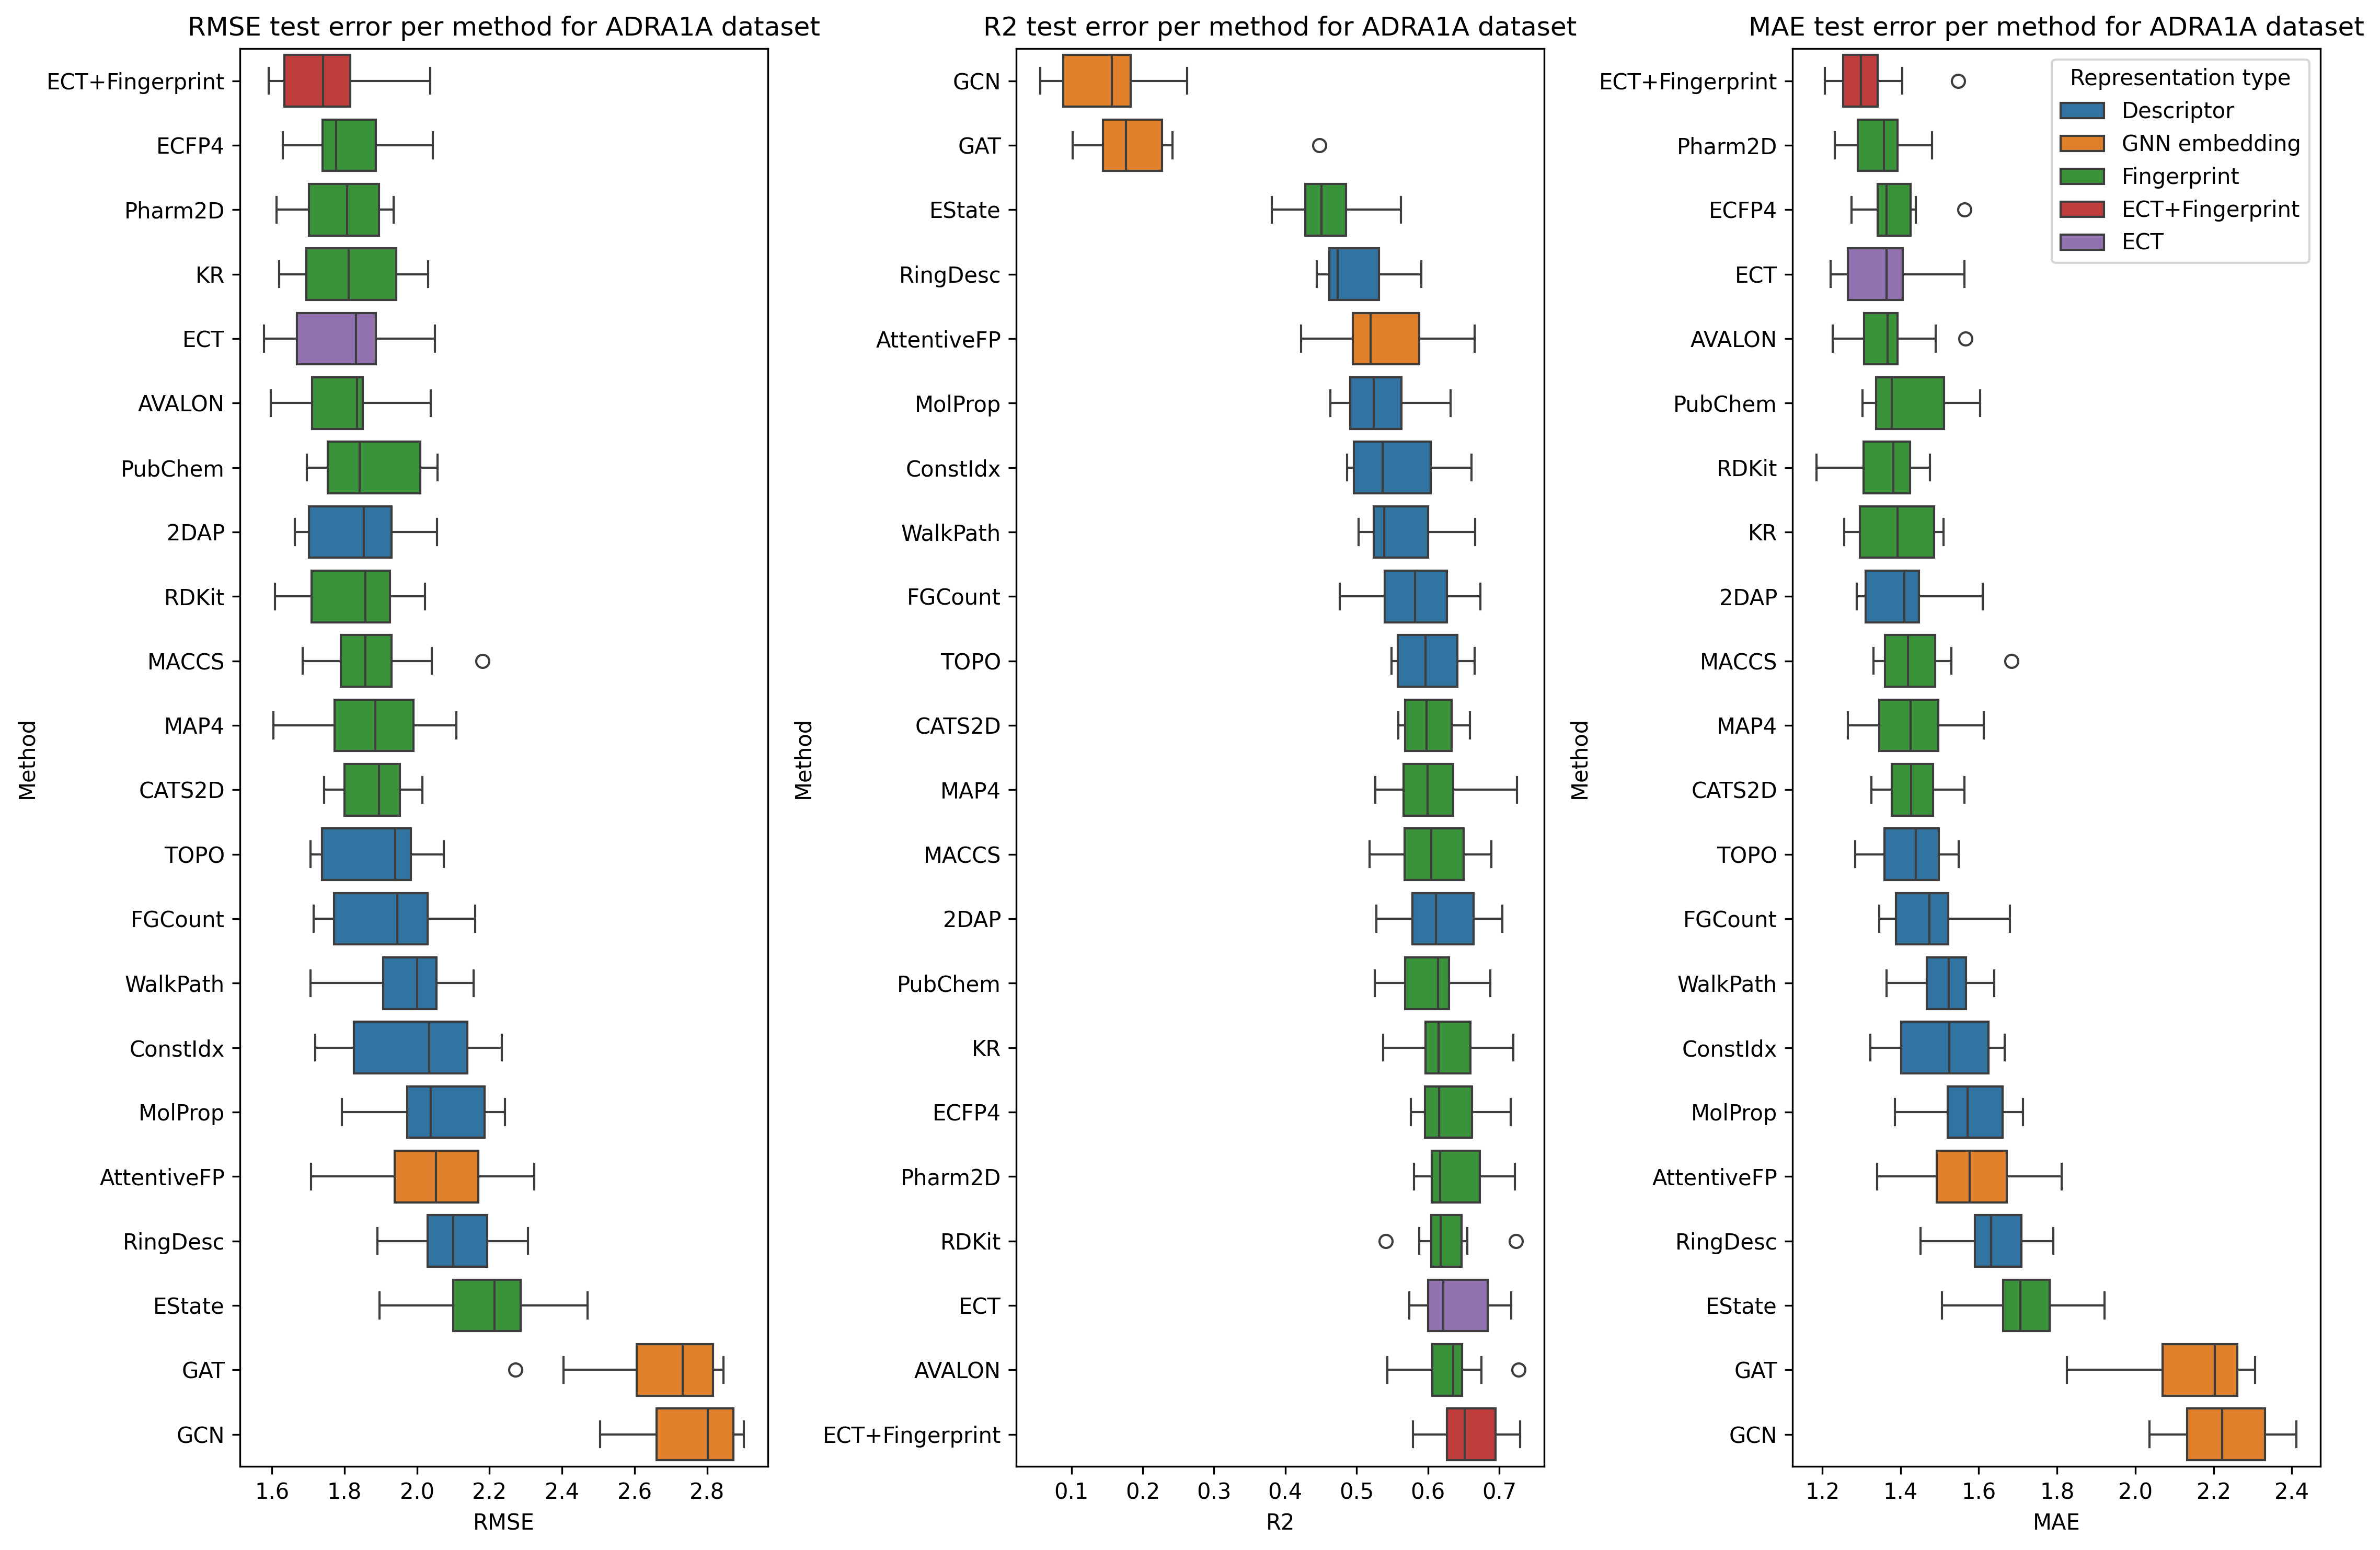 RMSE test error per method for ADRA1A dataset
Method
ECT+Fingerprint
ECFP4
Pharm2D
KR
ECT
AVALON
PubChem
2DAP
RDKit
MACCS
MAP4
CATS2D
TOPO
FGCount
WalkPath
ConstIdx
MolProp
AttentiveFP
RingDesc
EState
GAT
GCN
1.6 1.8 2.0 2.2 2.4 2.6 2.8
RMSE
R2 test error per method for ADRA1A dataset
Method
GCN
GAT
EState
RingDesc
AttentiveFP
MolProp
ConstIdx
WalkPath
FGCount
TOPO
CATS2D
MAP4
MACCS
2DAP
PubChem
KR
ECFP4
Pharm2D
RDKit
ECT
AVALON
ECT+Fingerprint
0.1 0.2 0.3 0.4 0.5 0.6 0.7
R2
MAE test error per method for ADRA1A dataset
Method
ECT+Fingerprint
Pharm2D
ECFP4
ECT
AVALON
PubChem
RDKit
KR
2DAP
MACCS
MAP4
CATS2D
TOPO
FGCount
WalkPath
ConstIdx
MolProp
AttentiveFP
RingDesc
EState
GAT
GCN
1.2 1.4 1.6 1.8 2.0 2.2 2.4
MAE
Representation type
Descriptor
GNN embedding
Fingerprint
ECT+Fingerprint
ECT